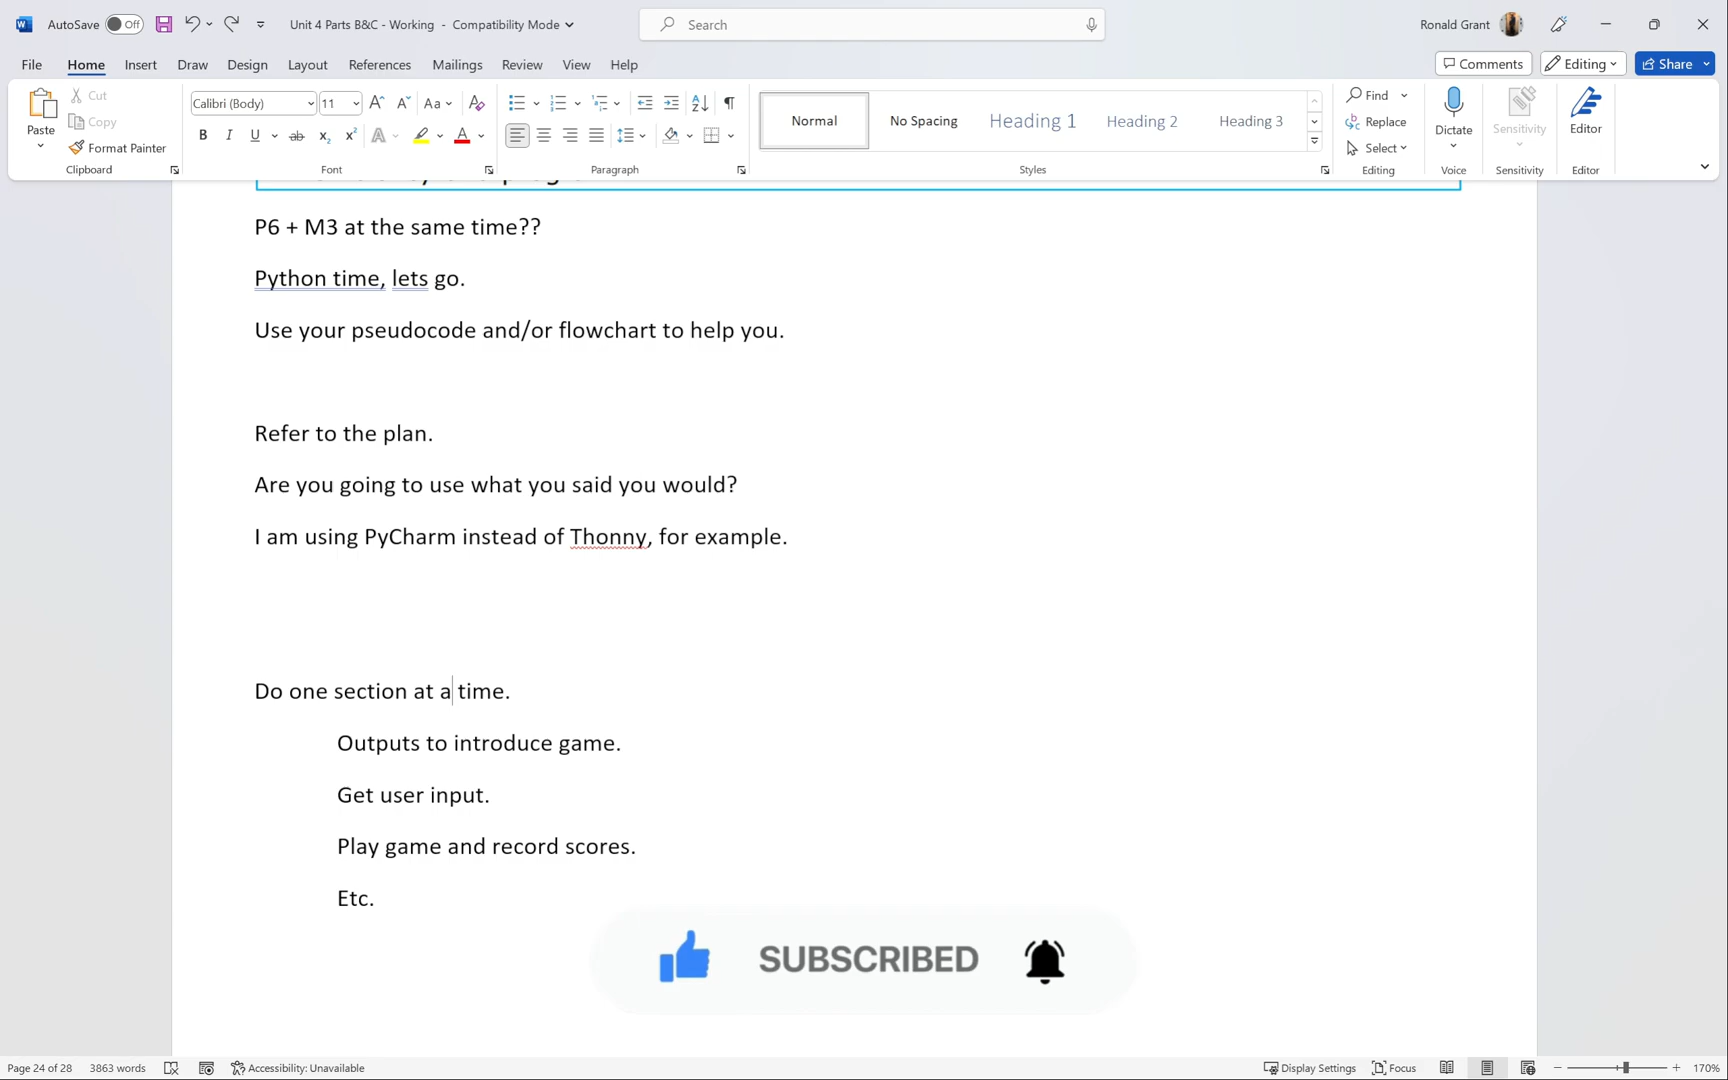 AutoSave Off Unit 4 Parts B&C - Working - Compatibility Mode Search Ronald Grant
File Home Insert Draw Design Layout References Mailings Review View Help Comments Editing Share
Paste Cut Copy Format Painter Clipboard
Calibri (Body) 11 Aa Font
Paragraph
Normal No Spacing Heading 1 Heading 2 Heading 3 Styles
Find Replace Select Editing
Dictate Voice
Sensitivity Sensitivity
Editor Editor
P6 + M3 at the same time??
Python time, lets go.
Use your pseudocode and/or flowchart to help you.
Refer to the plan.
Are you going to use what you said you would?
I am using PyCharm instead of Thonny, for example.
Do one section at a time.
Outputs to introduce game.
Get user input.
Play game and record scores.
Etc.
SUBSCRIBED
Page 24 of 28 3863 words Accessibility: Unavailable Display Settings Focus 170%